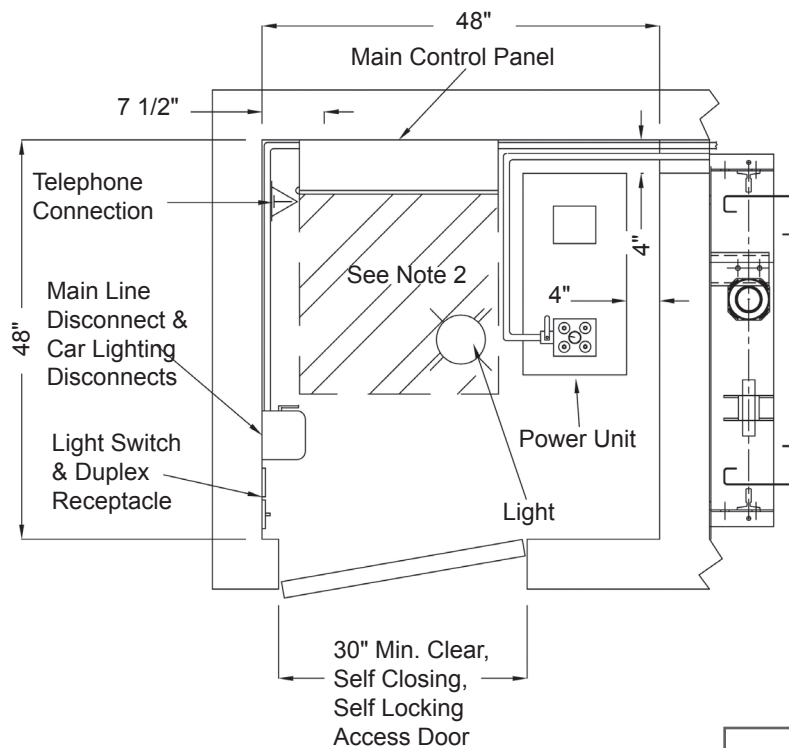 48"
Main Control Panel
7 1/2"
Telephone
Connection
See Note 2
4"
4"
48"
Main Line
Disconnect &
Car Lighting
Disconnects
Power Unit
Light Switch
& Duplex
Receptacle
Light
30" Min. Clear,
Self Closing,
Self Locking
Access Door